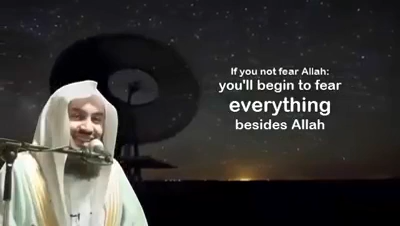 If you not fear Allah:
you'll begin to fear
everything
besides Allah